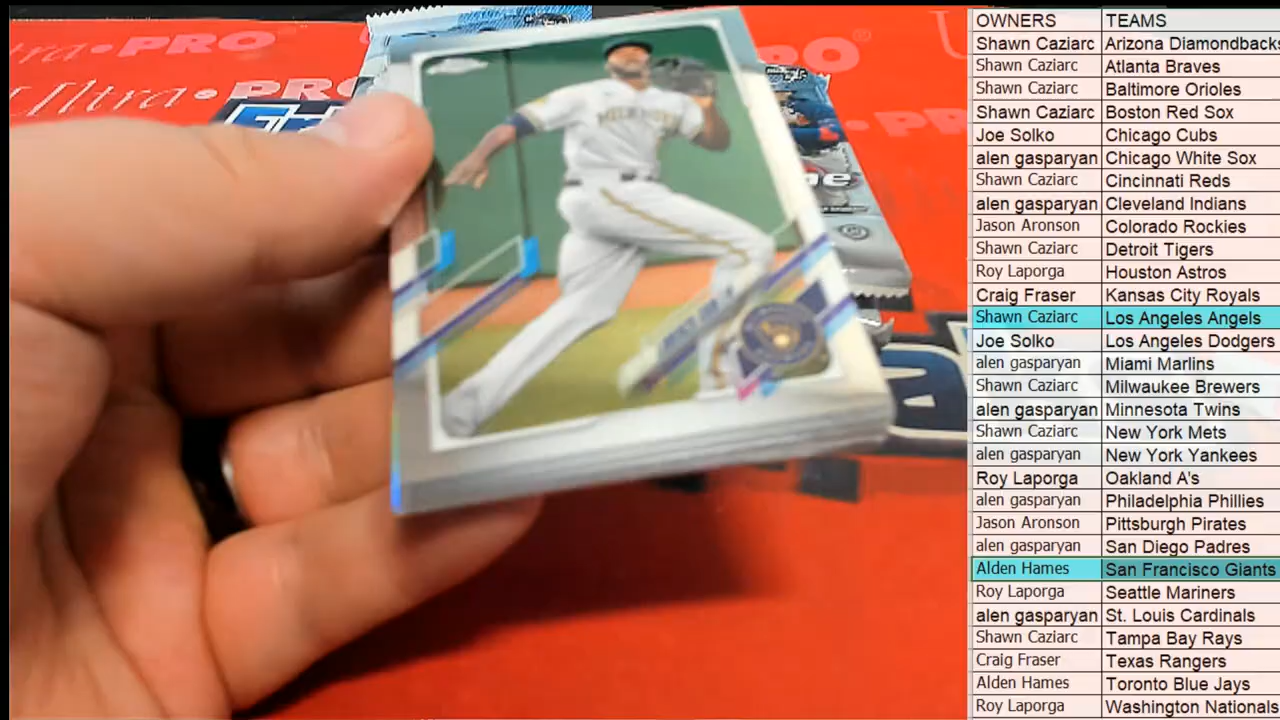 Ultra•PRO
Ultra•PRO®
OWNERS TEAMS
Shawn Caziarc Arizona Diamondbacks
Shawn Caziarc Atlanta Braves
Shawn Caziarc Baltimore Orioles
Shawn Caziarc Boston Red Sox
Joe Solko Chicago Cubs
alen gasparyan Chicago White Sox
Shawn Caziarc Cincinnati Reds
alen gasparyan Cleveland Indians
Jason Aronson Colorado Rockies
Shawn Caziarc Detroit Tigers
Roy Laporga Houston Astros
Craig Fraser Kansas City Royals
Shawn Caziarc Los Angeles Angels
Joe Solko Los Angeles Dodgers
alen gasparyan Miami Marlins
Shawn Caziarc Milwaukee Brewers
alen gasparyan Minnesota Twins
Shawn Caziarc New York Mets
alen gasparyan New York Yankees
Roy Laporga Oakland A's
alen gasparyan Philadelphia Phillies
Jason Aronson Pittsburgh Pirates
alen gasparyan San Diego Padres
Alden Hames San Francisco Giants
Roy Laporga Seattle Mariners
alen gasparyan St. Louis Cardinals
Shawn Caziarc Tampa Bay Rays
Craig Fraser Texas Rangers
Alden Hames Toronto Blue Jays
Roy Laporga Washington Nationals